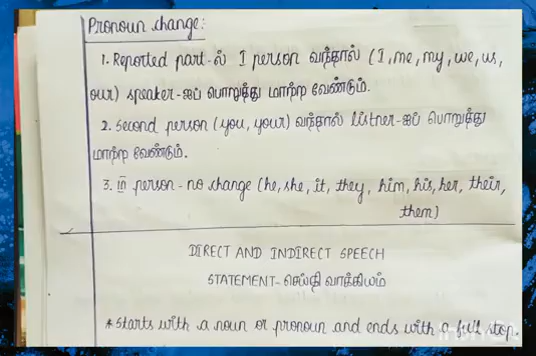 Pronoun change:
1. Reported part-ல் I person வந்தால் (I, me, my, we, us,
our) speaker-ஐப் பொறுத்து மாற்ற வேண்டும்.
2. Second person (you, your) வந்தால் listner-ஐப் பொறுத்து
மாற்ற வேண்டும்.
3. III person - no change (he, she, it, they, him, his, her, their,
them)
DIRECT AND INDIRECT SPEECH
STATEMENT- செய்தி வாக்கியம்
*Starts with a noun or pronoun and ends with a full stop.